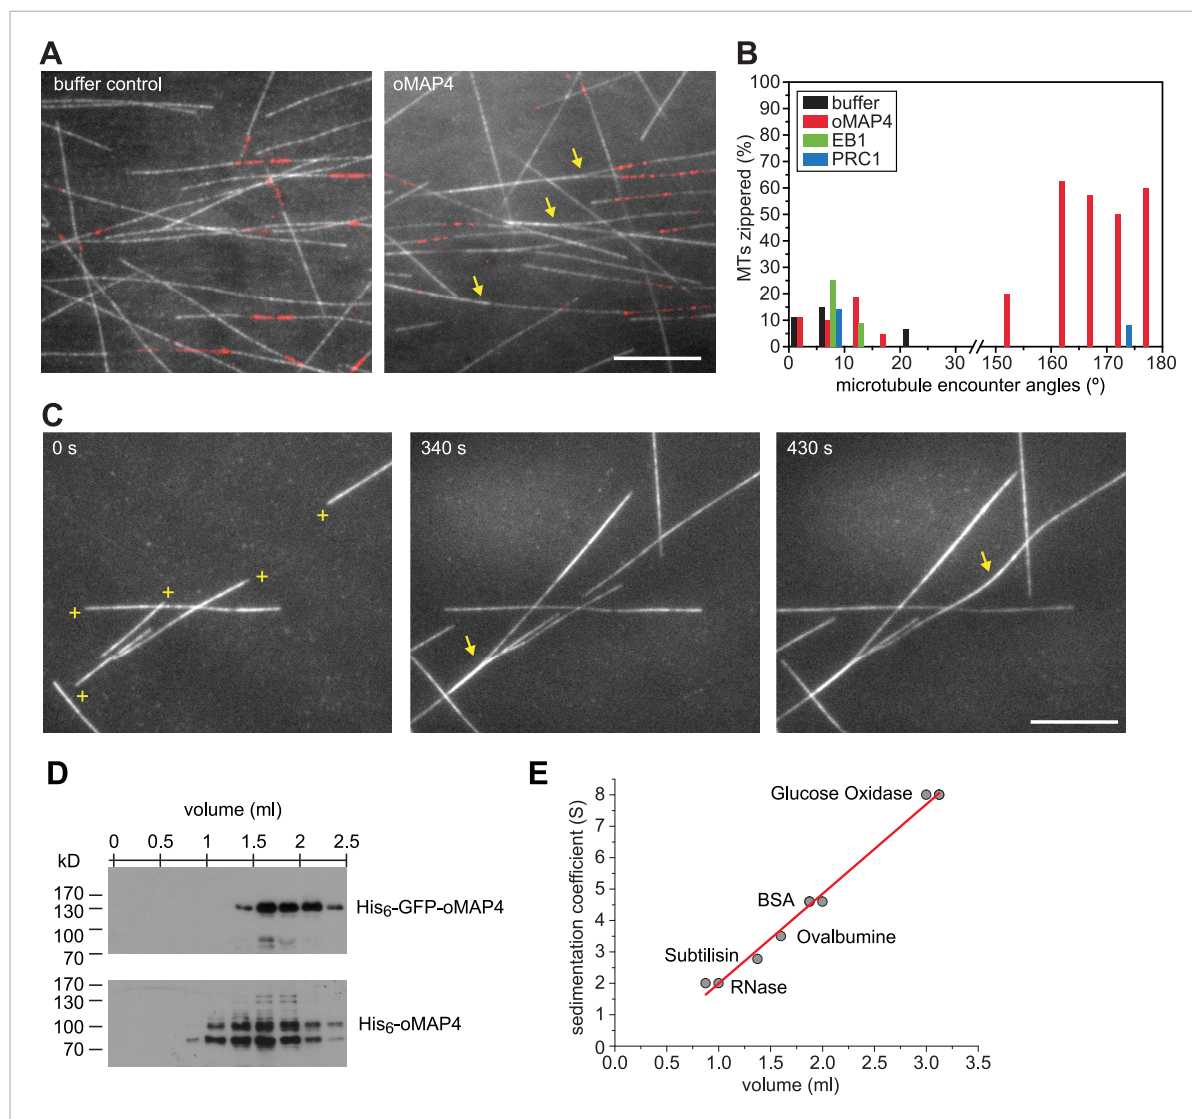 A
buffer control
oMAP4
B
100
90
80
70
60
50
40
30
20
10
0
MTs zippered (%)
buffer
oMAP4
EB1
PRC1
0 10 20 30 150 160 170 180
microtubule encounter angles (º)
C
0 s
340 s
430 s
+
+
+
+
+
D
volume (ml)
0 0.5 1 1.5 2 2.5
kD
170
130
100
70
His6-GFP-oMAP4
170
130
100
70
His6-oMAP4
E
8
7
6
5
4
3
2
1
0
sedimentation coefficient (S)
Glucose Oxidase
BSA
Ovalbumine
Subtilisin
RNase
0.0 0.5 1.0 1.5 2.0 2.5 3.0 3.5
volume (ml)